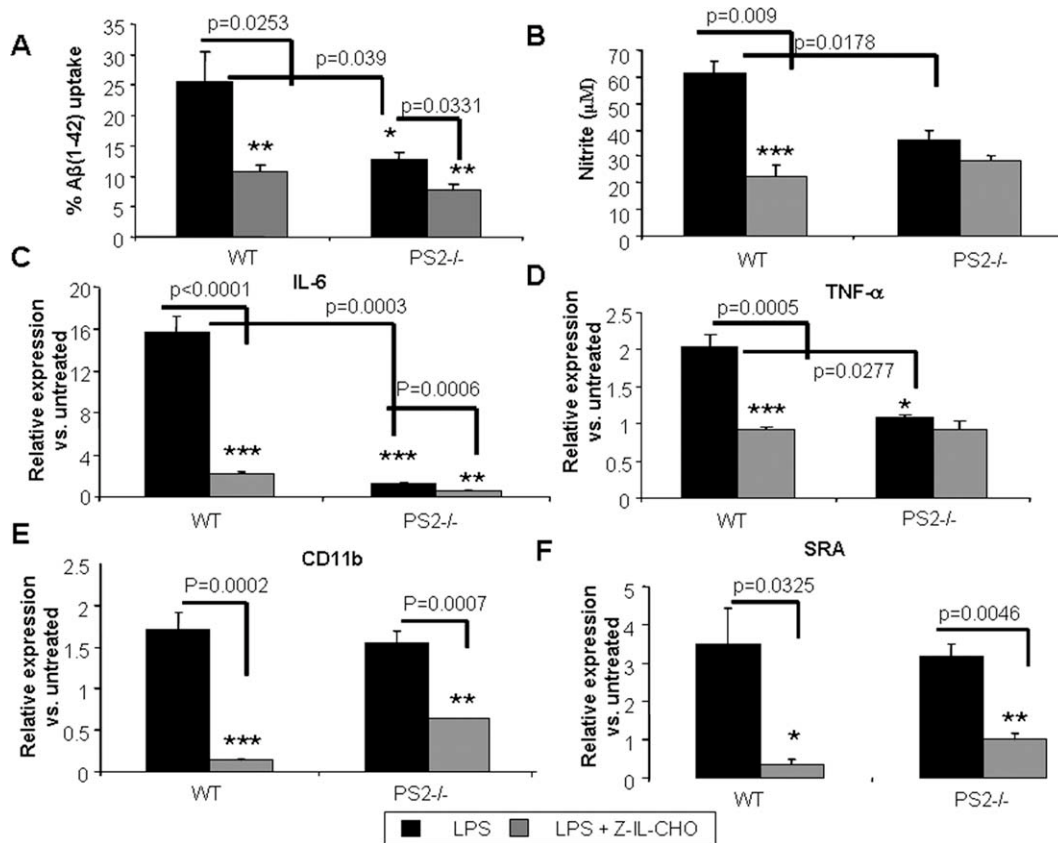 A
% Aβ(1-42) uptake
35
30
25
20
15
10
5
0
p=0.0253
p=0.039
p=0.0331
**
*
**
WT
PS2-/-
B
Nitrite (µM)
70
60
50
40
30
20
10
0
p=0.009
p=0.0178
***
WT
PS2-/-
C
IL-6
Relative expression
vs. untreated
20
16
12
8
4
0
p<0.0001
p=0.0003
P=0.0006
***
***
**
WT
PS2-/-
D
TNF-α
Relative expression
vs. untreated
2.5
2
1.5
1
0.5
0
p=0.0005
p=0.0277
***
*
WT
PS2-/-
E
CD11b
Relative expression
vs. untreated
2.5
2
1.5
1
0.5
0
P=0.0002
P=0.0007
***
**
WT
PS2-/-
F
SRA
Relative expression
vs. untreated
5
4
3
2
1
0
p=0.0325
p=0.0046
*
**
WT
PS2-/-
LPS
LPS + Z-IL-CHO